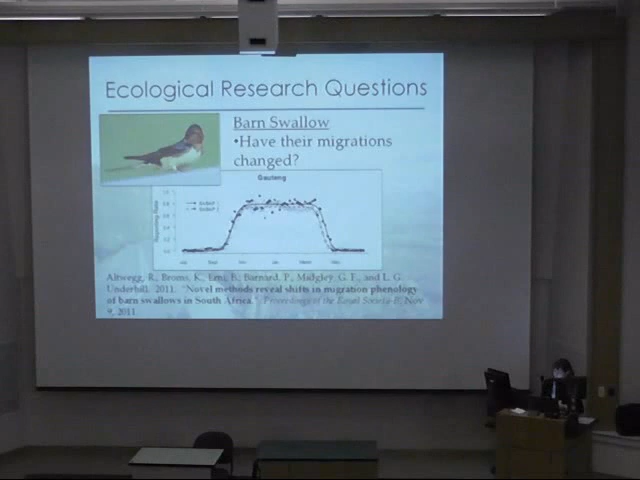 Ecological Research Questions
Barn Swallow
•Have their migrations
changed?
Gauteng
Reporting Rate
Altwegg, R., Broms, K., Erni, B., Barnard, P., Midgley, G. F., and L. G.
Underhill. 2011. "Novel methods reveal shifts in migration phenology
of barn swallows in South Africa." Proceedings of the Royal Society B, Nov
9, 2011.